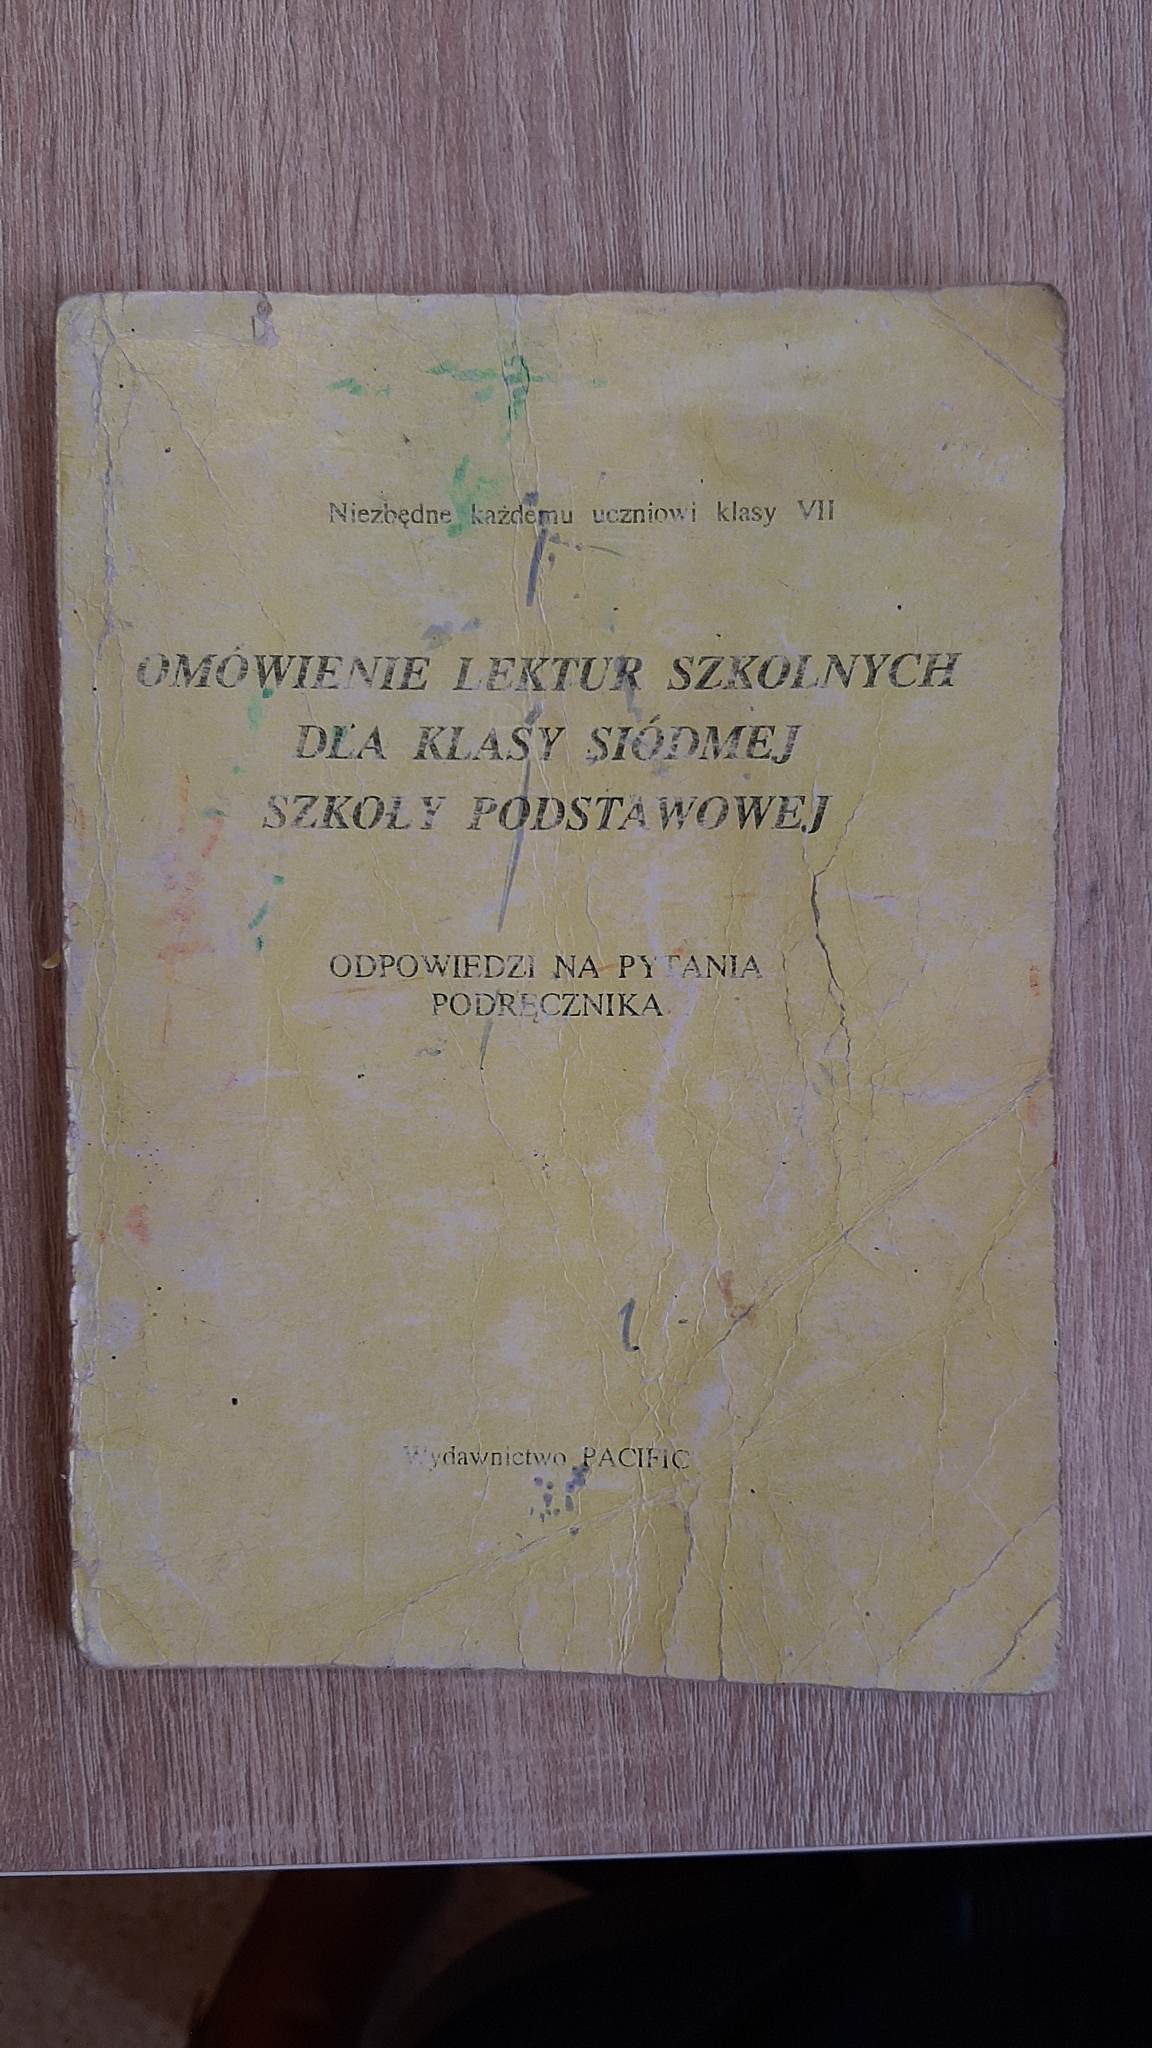 Niezbędne każdemu uczniowi klasy VII
OMÓWIENIE LEKTUR SZKOLNYCH
DLA KLASY SIÓDMEJ
SZKOŁY PODSTAWOWEJ
ODPOWIEDZI NA PYTANIA
PODRĘCZNIKA
Wydawnictwo PACIFIC